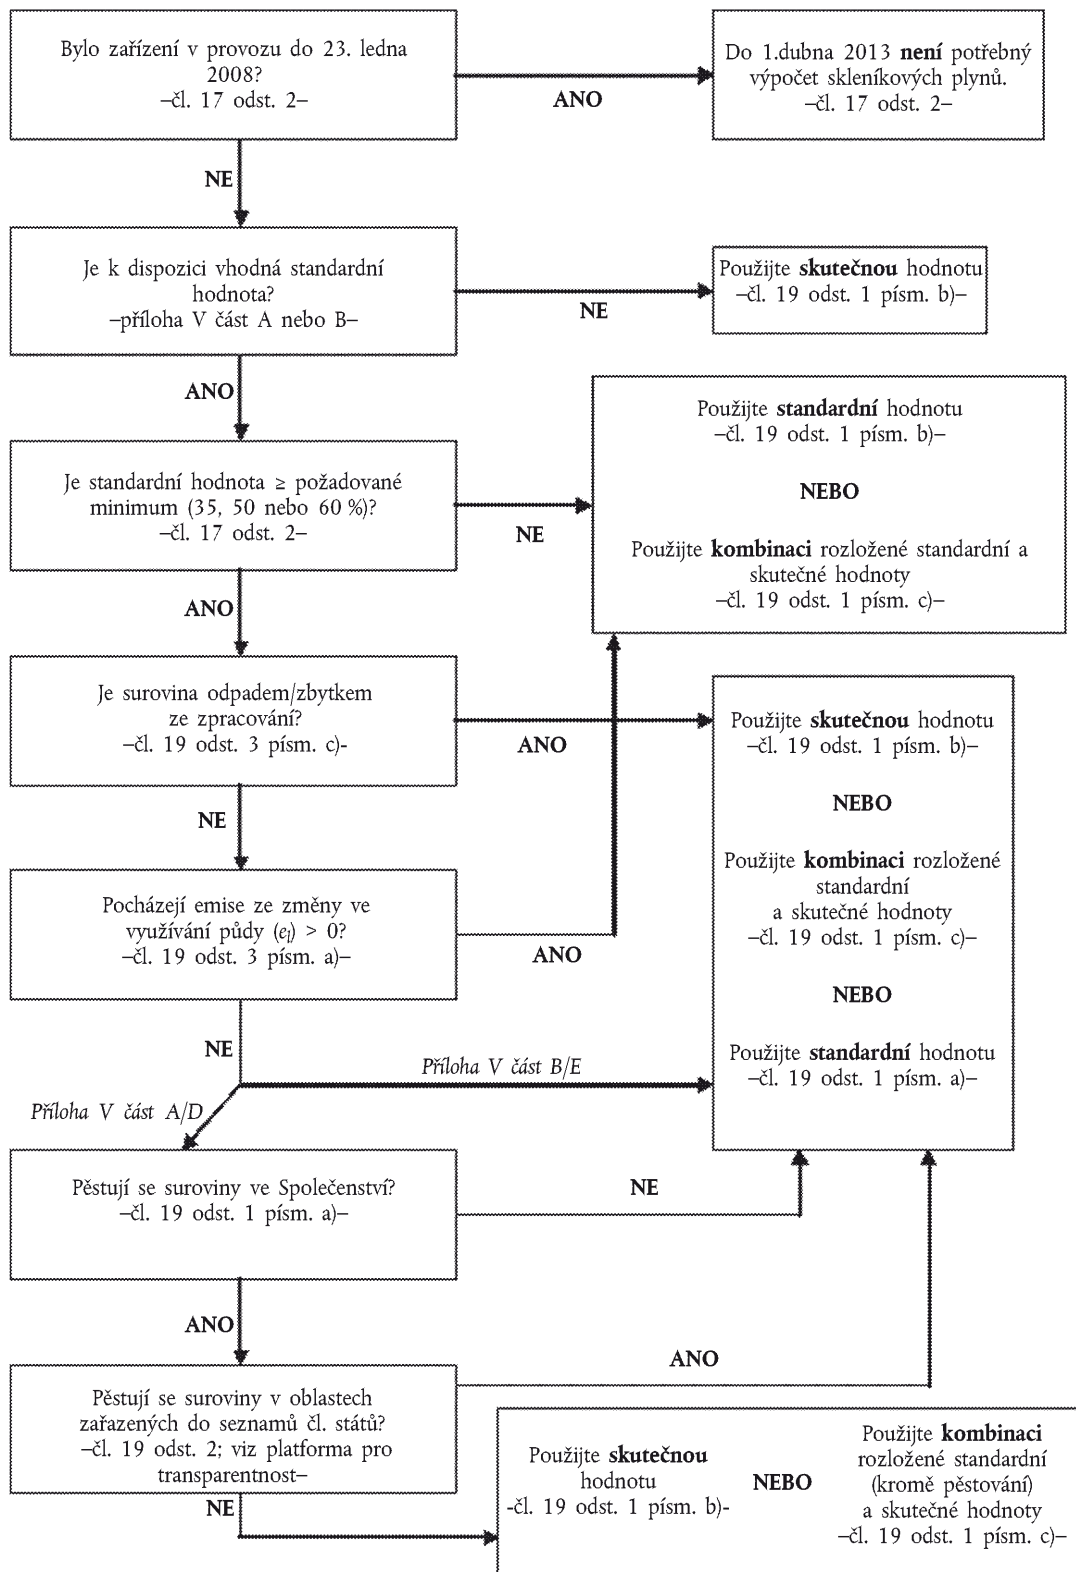 Bylo zařízení v provozu do 23. ledna
2008?
–čl. 17 odst. 2–
ANO
Do 1.dubna 2013 není potřebný
výpočet skleníkových plynů.
–čl. 17 odst. 2–
NE
Je k dispozici vhodná standardní
hodnota?
–příloha V část A nebo B–
NE
Použijte skutečnou hodnotu
–čl. 19 odst. 1 písm. b)–
ANO
Je standardní hodnota ≥ požadované
minimum (35, 50 nebo 60 %)?
–čl. 17 odst. 2–
NE
Použijte standardní hodnotu
–čl. 19 odst. 1 písm. b)–
NEBO
Použijte kombinaci rozložené standardní a
skutečné hodnoty
–čl. 19 odst. 1 písm. c)–
ANO
Je surovina odpadem/zbytkem
ze zpracování?
–čl. 19 odst. 3 písm. c)-
ANO
Použijte skutečnou hodnotu
–čl. 19 odst. 1 písm. b)–
NEBO
Použijte kombinaci rozložené
standardní
a skutečné hodnoty
–čl. 19 odst. 1 písm. c)–
NEBO
Použijte standardní hodnotu
–čl. 19 odst. 1 písm. a)–
NE
Pocházejí emise ze změny ve
využívání půdy (el) > 0?
–čl. 19 odst. 3 písm. a)–
ANO
NE
Příloha V část B/E
Příloha V část A/D
Pěstují se suroviny ve Společenství?
–čl. 19 odst. 1 písm. a)–
NE
ANO
Pěstují se suroviny v oblastech
zařazených do seznamů čl. států?
–čl. 19 odst. 2; viz platforma pro
transparentnost–
ANO
NE
Použijte skutečnou
hodnotu
-čl. 19 odst. 1 písm. b)-
NEBO
Použijte kombinaci
rozložené standardní
(kromě pěstování)
a skutečné hodnoty
–čl. 19 odst. 1 písm. c)–